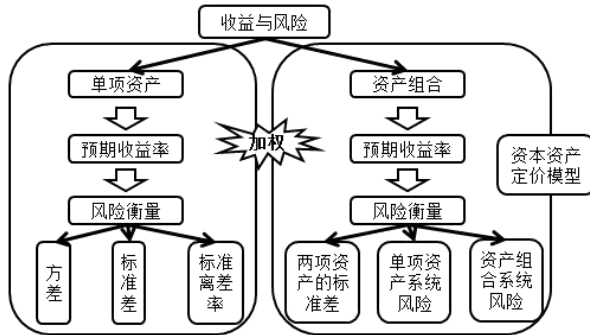 收益与风险
单项资产
资产组合
加权
预期收益率
预期收益率
资本资产
定价模型
风险衡量
风险衡量
方
差
标
准
差
标准
离差
率
两项资
产的标
准差
单项资
产系统
风险
资产组
合系统
风险